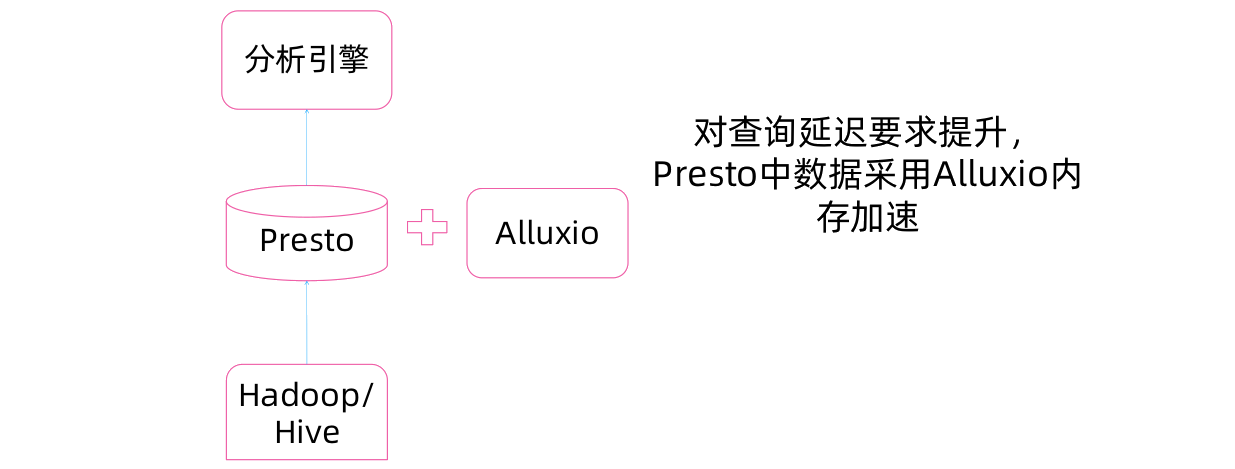 分析引擎
对查询延迟要求提升，
Presto中数据采用Alluxio内
存加速
Presto
Alluxio
Hadoop/
Hive